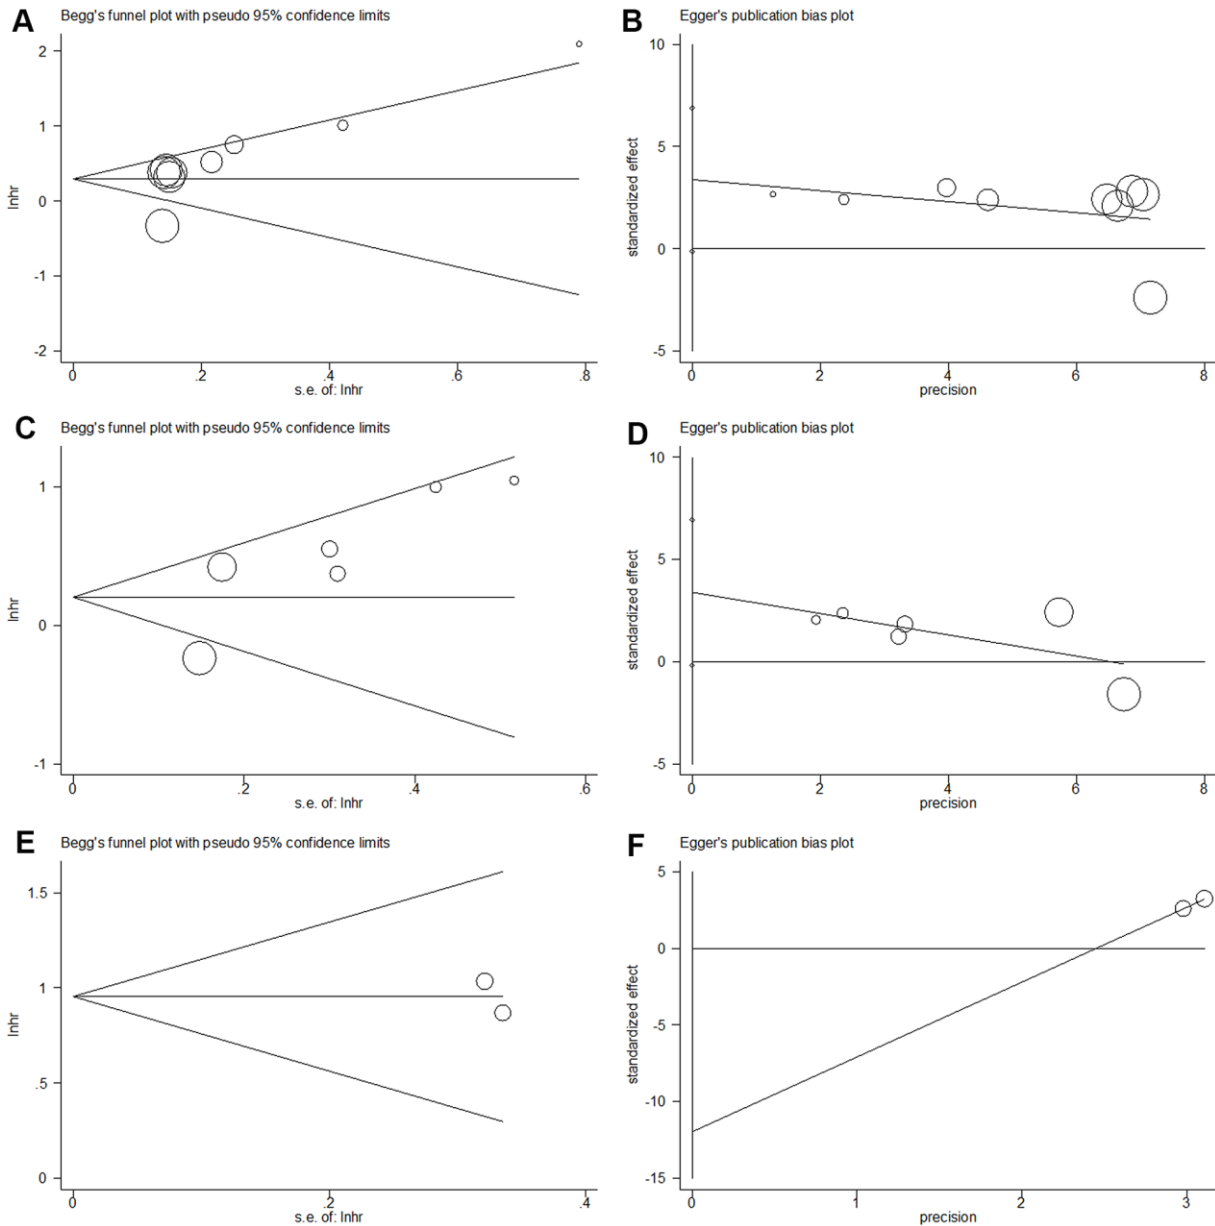 A Begg's funnel plot with pseudo 95% confidence limits
2
1
0
-1
-2
lnhr
0 .2 .4 .6 .8
s.e. of: lnhr
B Egger's publication bias plot
10
5
0
-5
standardized effect
0 2 4 6 8
precision
C Begg's funnel plot with pseudo 95% confidence limits
1
0
-1
lnhr
0 .2 .4 .6
s.e. of: lnhr
D Egger's publication bias plot
10
5
0
-5
standardized effect
0 2 4 6 8
precision
E Begg's funnel plot with pseudo 95% confidence limits
1.5
1
.5
0
lnhr
0 .2 .4
s.e. of: lnhr
F Egger's publication bias plot
5
0
-5
-10
-15
standardized effect
0 1 2 3
precision